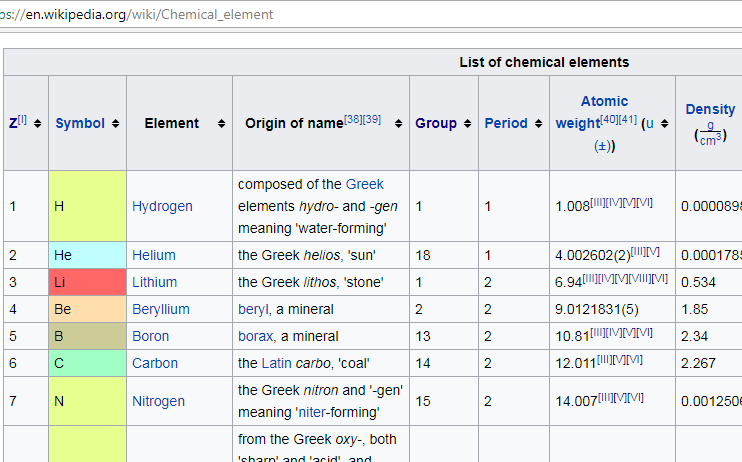 ps://en.wikipedia.org/wiki/Chemical_element
List of chemical elements
Z[I] Symbol Element Origin of name[38][39] Group Period Atomic weight[40][41] (u (±)) Density (g/cm3)
1 H Hydrogen composed of the Greek elements hydro- and -gen meaning 'water-forming' 1 1 1.008[III][IV][V][VI] 0.0000898
2 He Helium the Greek helios, 'sun' 18 1 4.002602(2)[III][V] 0.0001785
3 Li Lithium the Greek lithos, 'stone' 1 2 6.94[III][IV][V][VIII][VI] 0.534
4 Be Beryllium beryl, a mineral 2 2 9.0121831(5) 1.85
5 B Boron borax, a mineral 13 2 10.81[III][IV][V][VI] 2.34
6 C Carbon the Latin carbo, 'coal' 14 2 12.011[III][V][VI] 2.267
7 N Nitrogen the Greek nitron and '-gen' meaning 'niter-forming' 15 2 14.007[III][V][VI] 0.0012506
from the Greek oxy-, both
'sharp' and 'acid', and